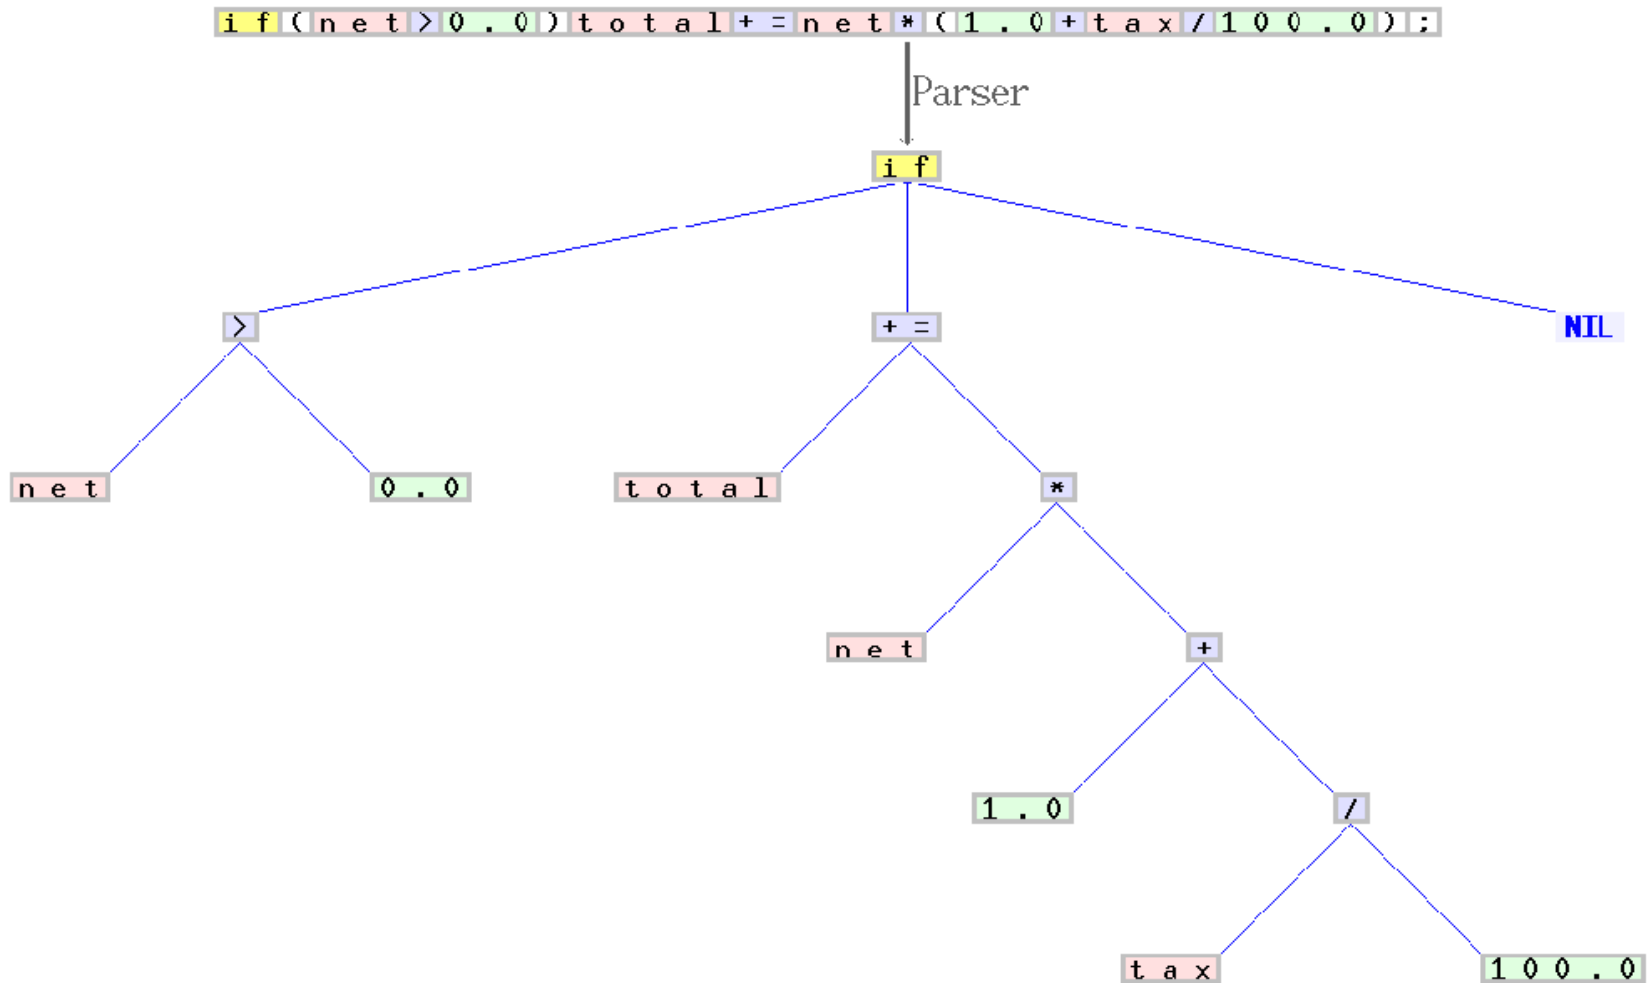 if(net>0.0)total+=net*(1.0+tax/100.0);
Parser
if
> += NIL
net 0.0 total *
net +
1.0 /
tax 100.0